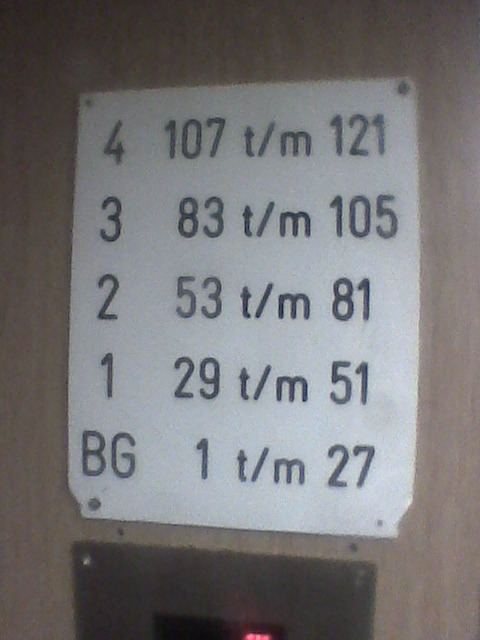 4 107 t/m 121
3 83 t/m 105
2 53 t/m 81
1 29 t/m 51
BG 1 t/m 27